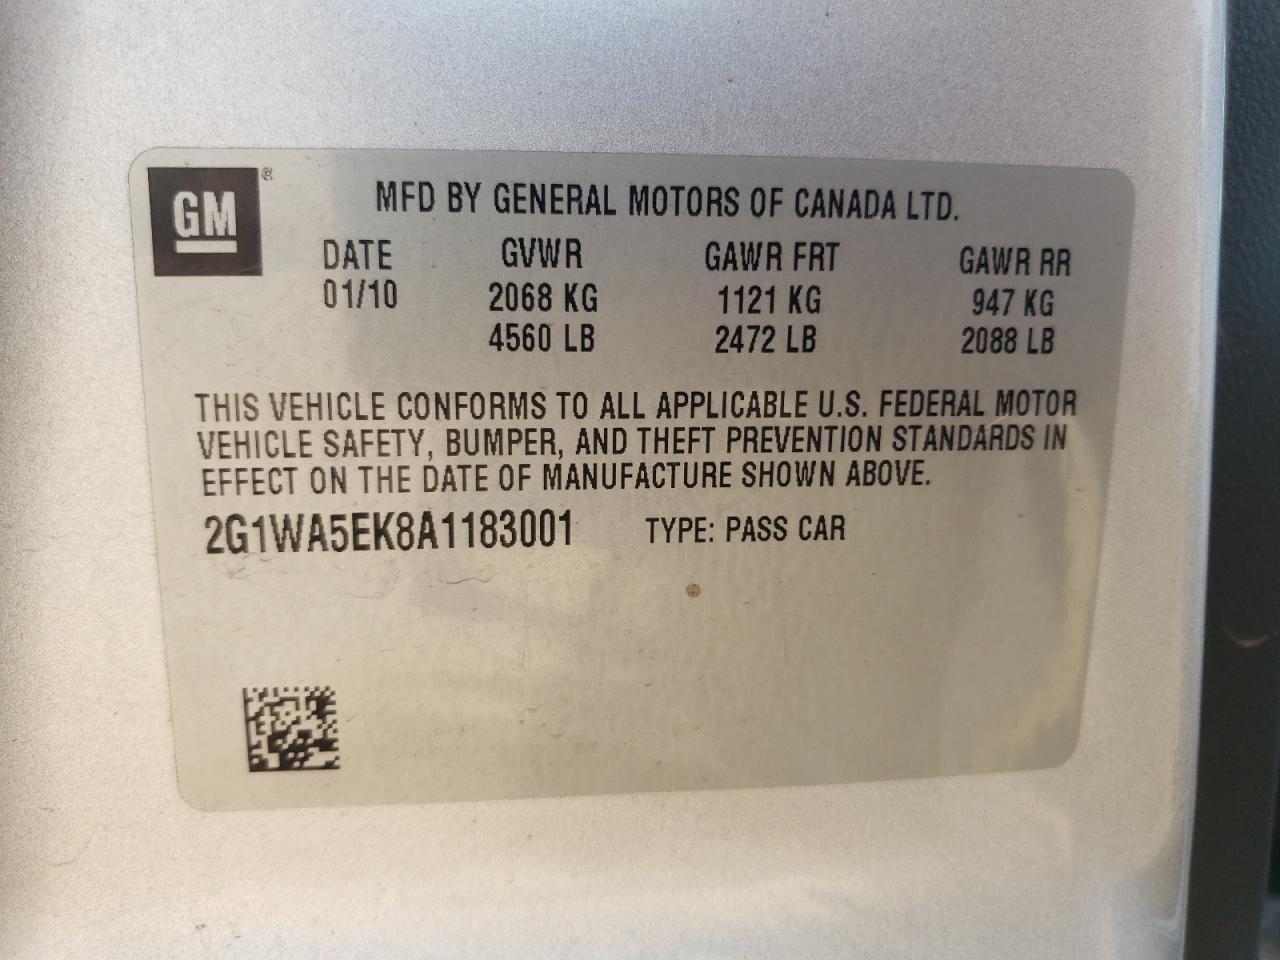 GM ®
MFD BY GENERAL MOTORS OF CANADA LTD.
DATE GVWR GAWR FRT GAWR RR
01/10 2068 KG 1121 KG 947 KG
4560 LB 2472 LB 2088 LB
THIS VEHICLE CONFORMS TO ALL APPLICABLE U.S. FEDERAL MOTOR
VEHICLE SAFETY, BUMPER, AND THEFT PREVENTION STANDARDS IN
EFFECT ON THE DATE OF MANUFACTURE SHOWN ABOVE.
2G1WA5EK8A1183001 TYPE: PASS CAR